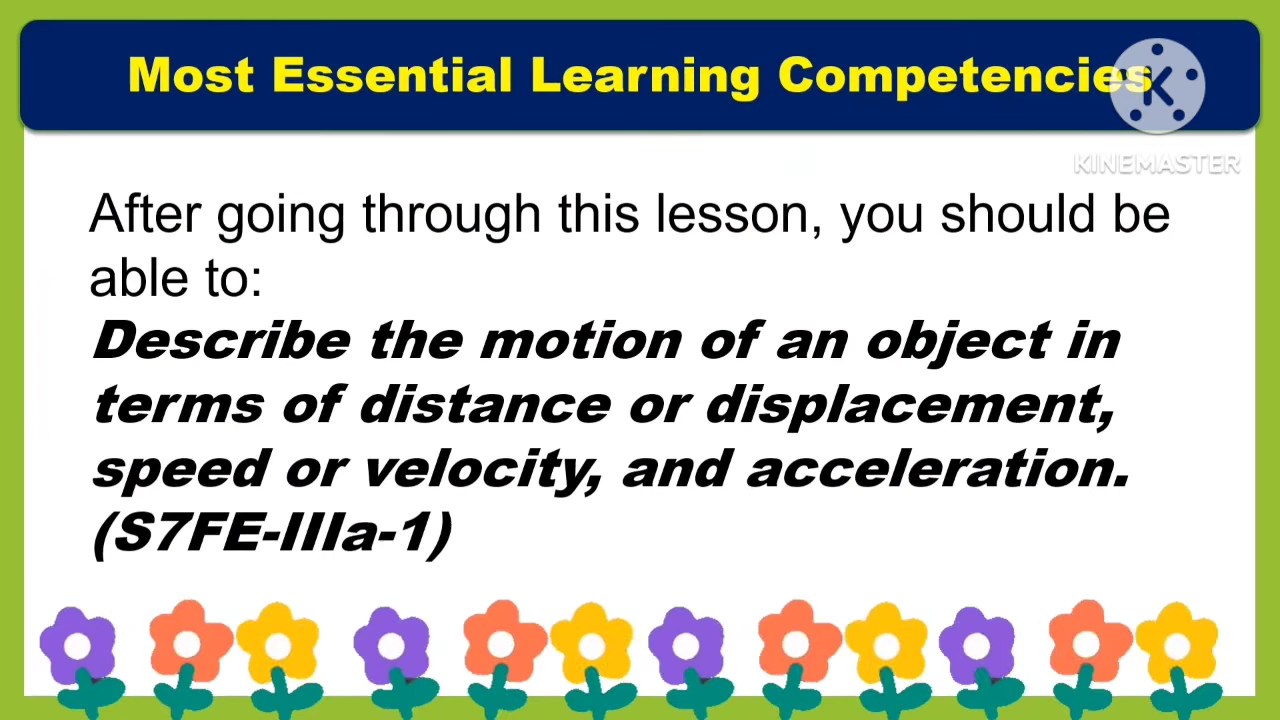 Most Essential Learning Competencies
K
KINEMASTER
After going through this lesson, you should be
able to:
Describe the motion of an object in
terms of distance or displacement,
speed or velocity, and acceleration.
(S7FE-IIIa-1)